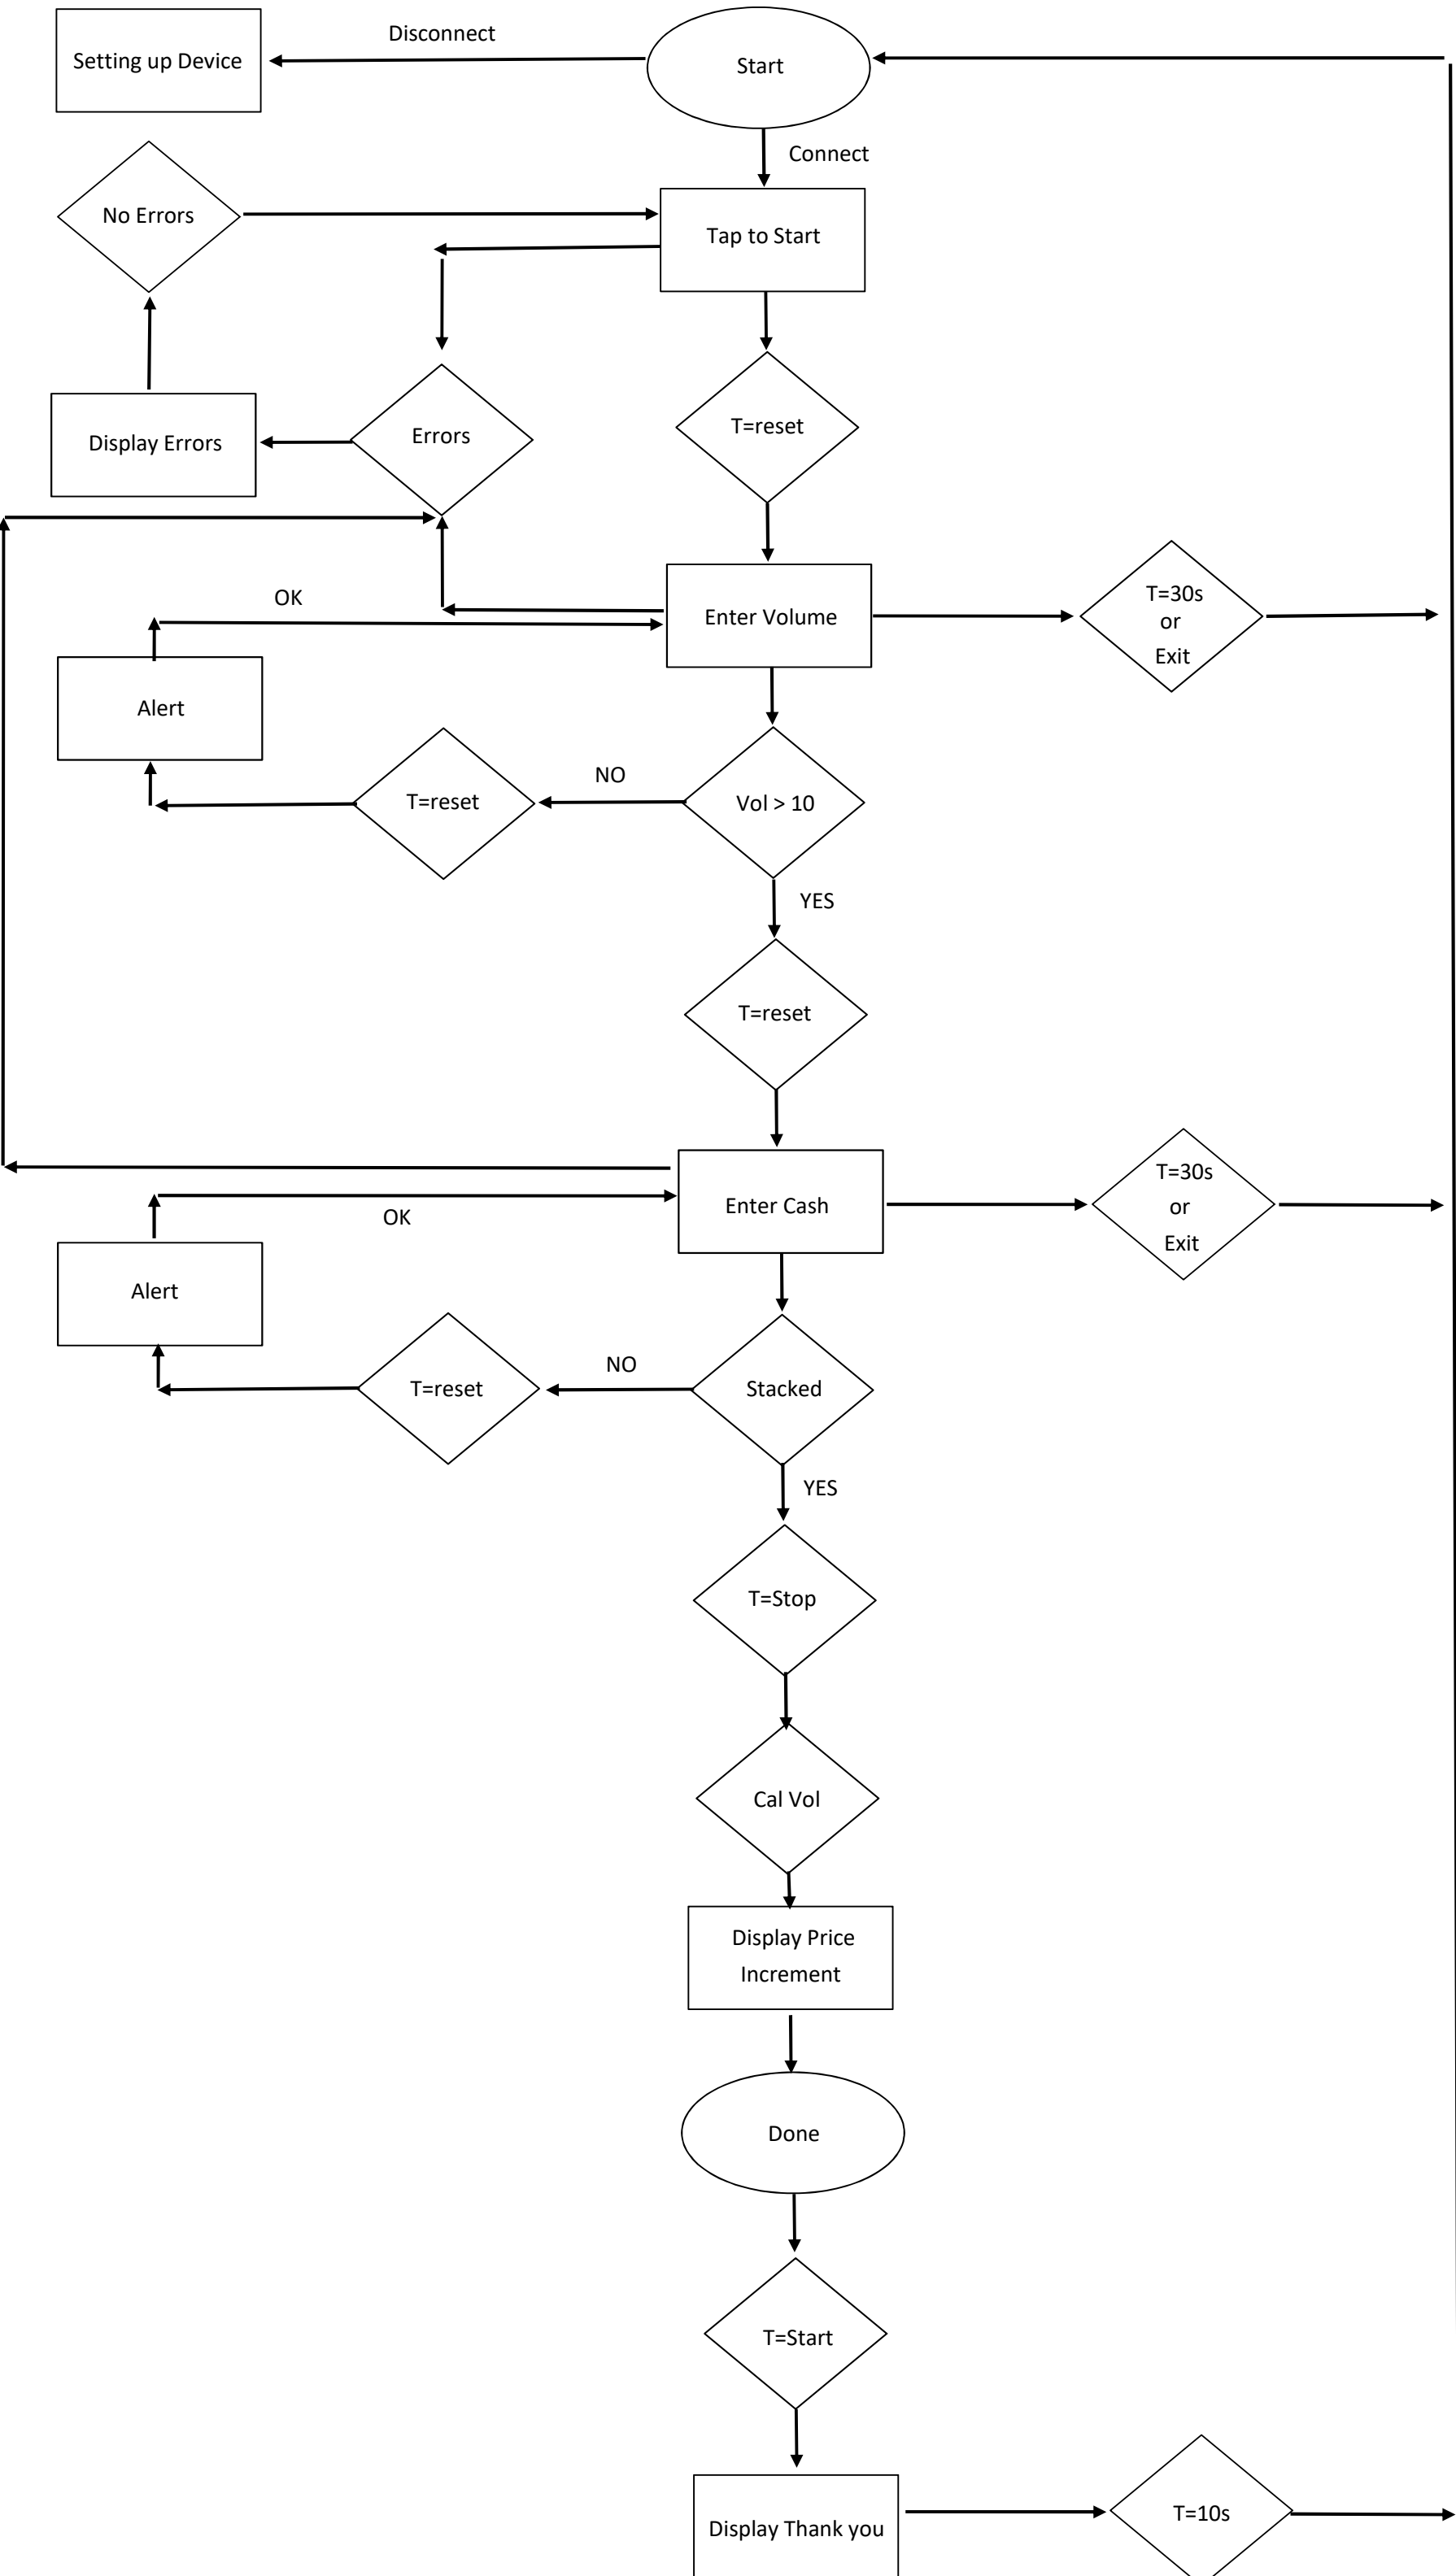 Disconnect
Setting up Device
Start
Connect
No Errors
Tap to Start
T=reset
Display Errors
Errors
OK
Enter Volume
T=30s
or
Exit
Alert
T=reset
NO
Vol > 10
YES
T=reset
Enter Cash
T=30s
or
Exit
OK
Alert
T=reset
NO
Stacked
YES
T=Stop
Cal Vol
Display Price
Increment
Done
T=Start
Display Thank you
T=10s